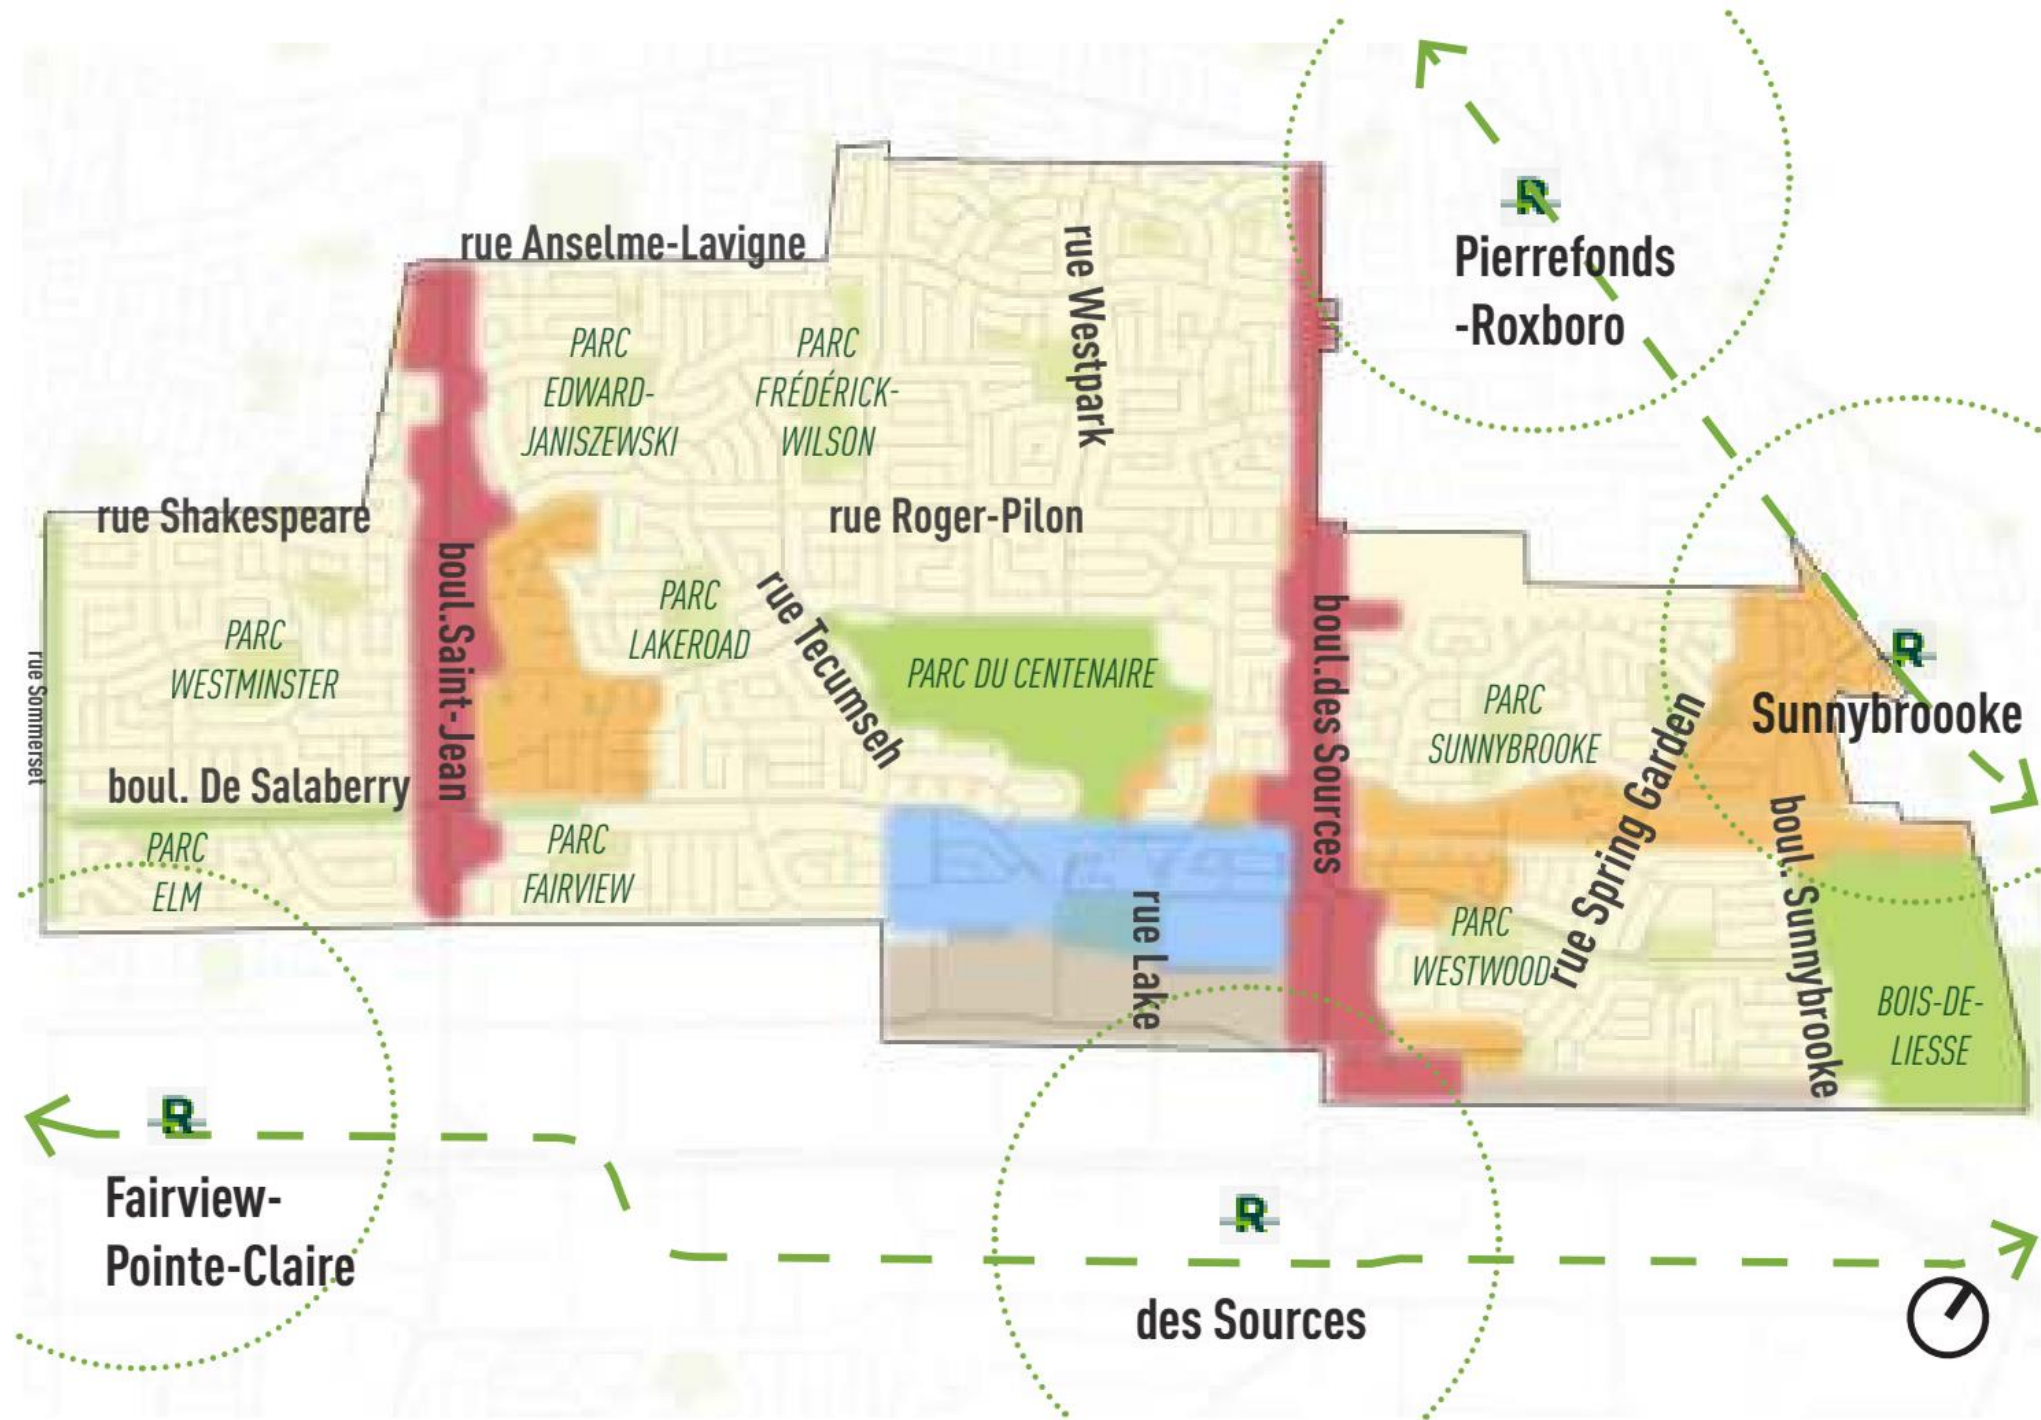 rue Anselme-Lavigne
rue Westpark
R
Pierrefonds
-Roxboro
PARC
EDWARD-
JANISZEWSKI
PARC
FRÉDÉRICK-
WILSON
rue Shakespeare
rue Roger-Pilon
boul.Saint-Jean
PARC
LAKEROAD
rue Tecumseh
PARC DU CENTENAIRE
boul.des Sources
PARC
WESTMINSTER
rue Sommerset
PARC
SUNNYBROOKE
rue Spring Garden
R
Sunnybroooke
boul. De Salaberry
PARC
ELM
PARC
FAIRVIEW
rue Lake
PARC
WESTWOOD
boul. Sunnybrooke
BOIS-DE-
LIESSE
R
Fairview-
Pointe-Claire
R
des Sources